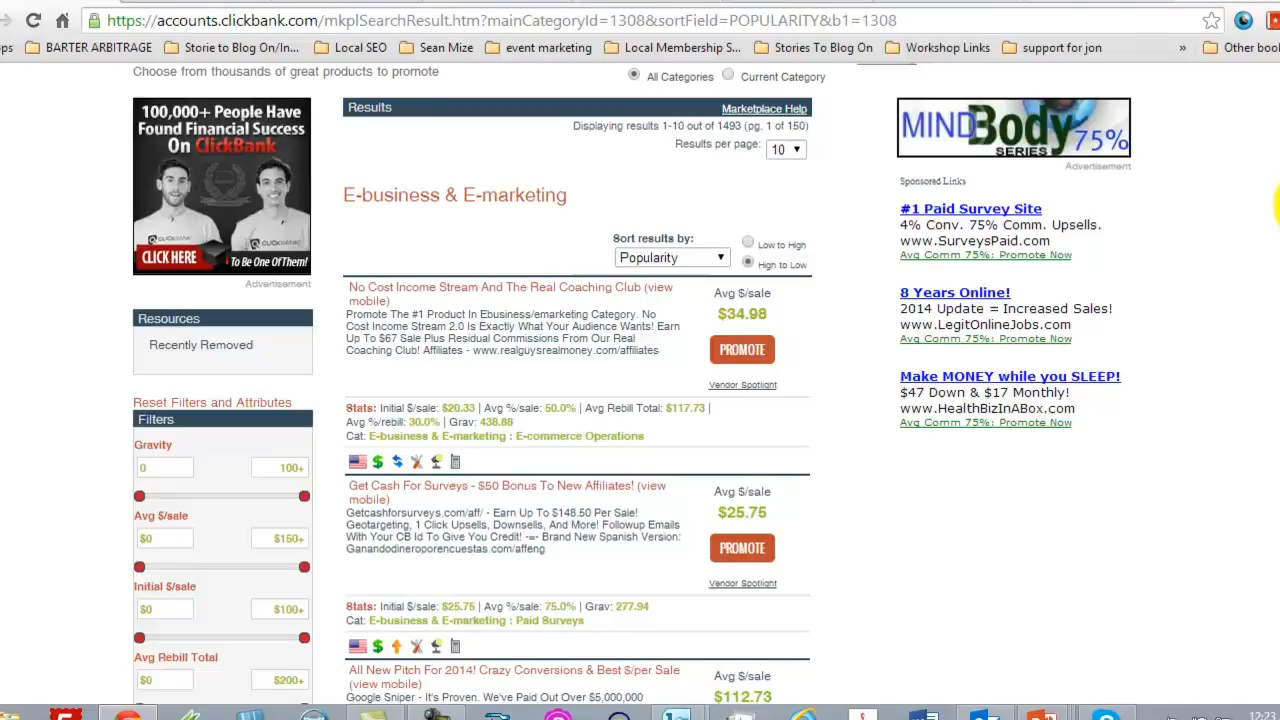 https://accounts.clickbank.com/mkplSearchResult.htm?mainCategoryId=1308&sortField=POPULARITY&b1=1308
BARTER ARBITRAGE
Storie to Blog On/In...
Local SEO
Sean Mize
event marketing
Local Membership S...
Stories To Blog On
Workshop Links
support for jon
»
Other book
Choose from thousands of great products to promote
All Categories
Current Category
100,000+ People Have
Found Financial Success
On ClickBank
CLICKBANK
CLICKBANK
CLICK HERE
To Be One Of Them!
Advertisement
Resources
Recently Removed
Reset Filters and Attributes
Filters
Gravity
0
100+
Avg $/sale
$0
$150+
Initial $/sale
$0
$100+
Avg Rebill Total
$0
$200+
Results
Marketplace Help
Displaying results 1-10 out of 1493 (pg. 1 of 150)
Results per page:
10
E-business & E-marketing
Sort results by:
Popularity
Low to High
High to Low
No Cost Income Stream And The Real Coaching Club (view
mobile)
Promote The #1 Product In Ebusiness/emarketing Category. No
Cost Income Stream 2.0 Is Exactly What Your Audience Wants! Earn
Up To $67 Sale Plus Residual Commissions From Our Real
Coaching Club! Affiliates - www.realguysrealmoney.com/affiliates
Avg $/sale
$34.98
PROMOTE
Vendor Spotlight
Stats: Initial $/sale: $20.33 | Avg %/sale: 50.0% | Avg Rebill Total: $117.73 |
Avg %/rebill: 30.0% | Grav: 438.86
Cat: E-business & E-marketing : E-commerce Operations
Get Cash For Surveys - $50 Bonus To New Affiliates! (view
mobile)
Getcashforsurveys.com/aff/ - Earn Up To $148.50 Per Sale!
Geotargeting, 1 Click Upsells, Downsells, And More! Followup Emails
With Your CB Id To Give You Credit! -=- Brand New Spanish Version:
Ganandodineroporencuestas.com/affeng
Avg $/sale
$25.75
PROMOTE
Vendor Spotlight
Stats: Initial $/sale: $25.75 | Avg %/sale: 75.0% | Grav: 277.94
Cat: E-business & E-marketing : Paid Surveys
All New Pitch For 2014! Crazy Conversions & Best $/per Sale
(view mobile)
Google Sniper - It's Proven. We've Paid Out Over $5,000,000
Avg $/sale
$112.73
MINDBody 75%
SERIES
Advertisement
Sponsored Links
#1 Paid Survey Site
4% Conv. 75% Comm. Upsells.
www.SurveysPaid.com
Avg Comm 75%: Promote Now
8 Years Online!
2014 Update = Increased Sales!
www.LegitOnlineJobs.com
Avg Comm 75%: Promote Now
Make MONEY while you SLEEP!
$47 Down & $17 Monthly!
www.HealthBizInABox.com
Avg Comm 75%: Promote Now
12:23